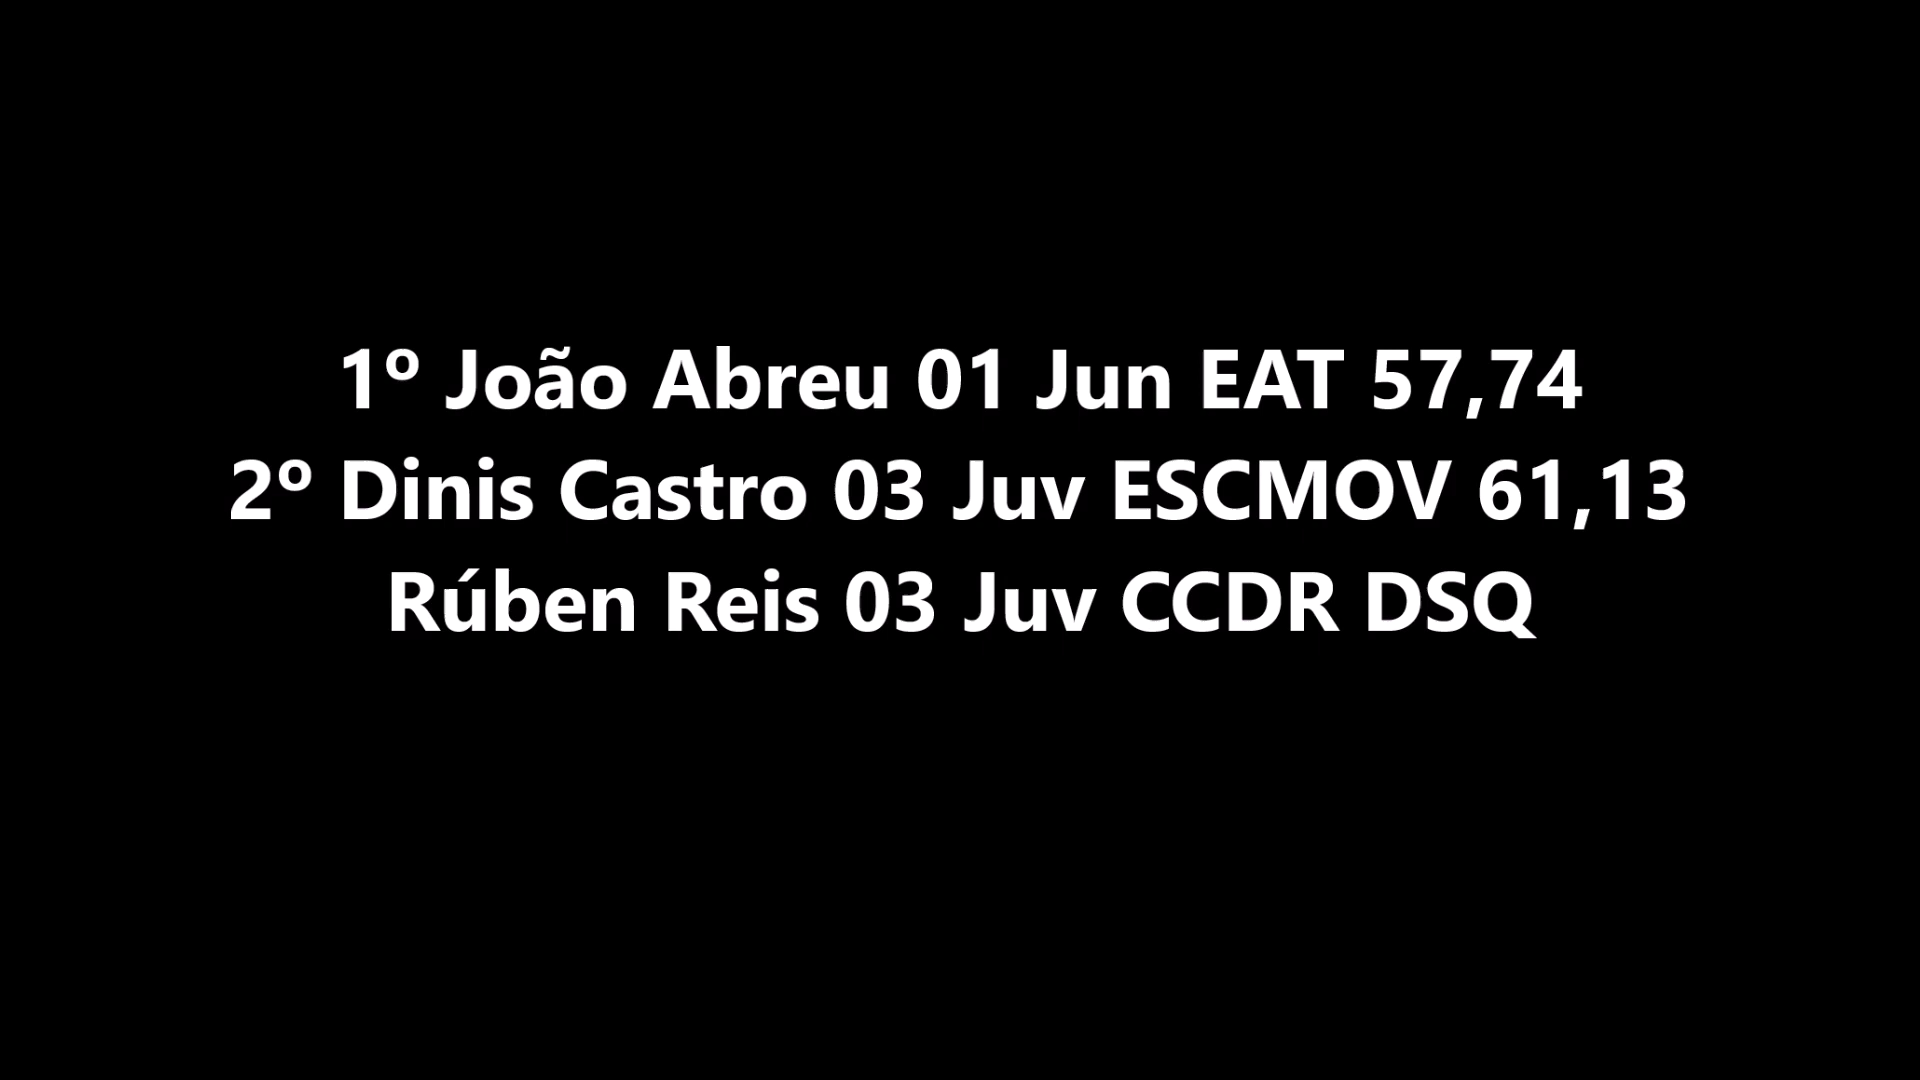 1º João Abreu 01 Jun EAT 57,74
2º Dinis Castro 03 Juv ESCMOV 61,13
Rúben Reis 03 Juv CCDR DSQ